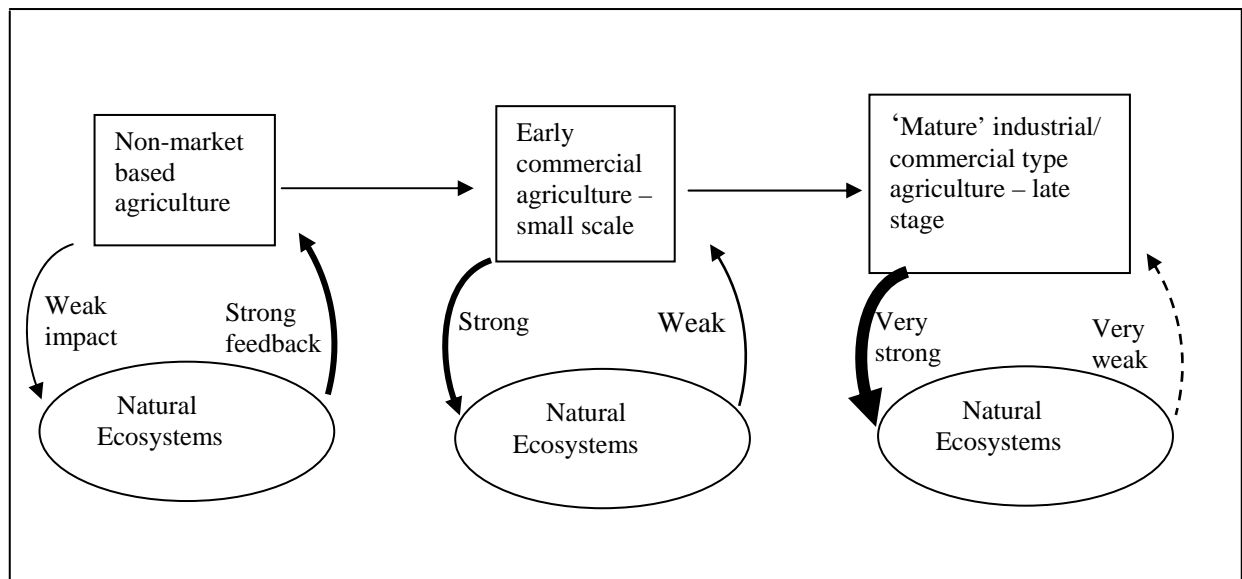 Non-market
based
agriculture
Early
commercial
agriculture –
small scale
‘Mature’ industrial/
commercial type
agriculture – late
stage
Weak
impact
Strong
feedback
Natural
Ecosystems
Strong
Weak
Natural
Ecosystems
Very
strong
Very
weak
Natural
Ecosystems